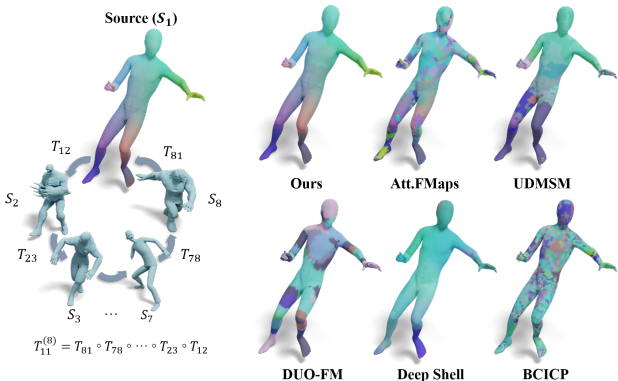 Source (S₁)
T₁₂
T₈₁
S₂
S₈
T₂₃
T₇₈
S₃
⋯
S₇
T₁₁⁽⁸⁾ = T₈₁ ∘ T₇₈ ∘ ⋯ ∘ T₂₃ ∘ T₁₂
Ours
Att.FMaps
UDMSM
DUO-FM
Deep Shell
BCICP